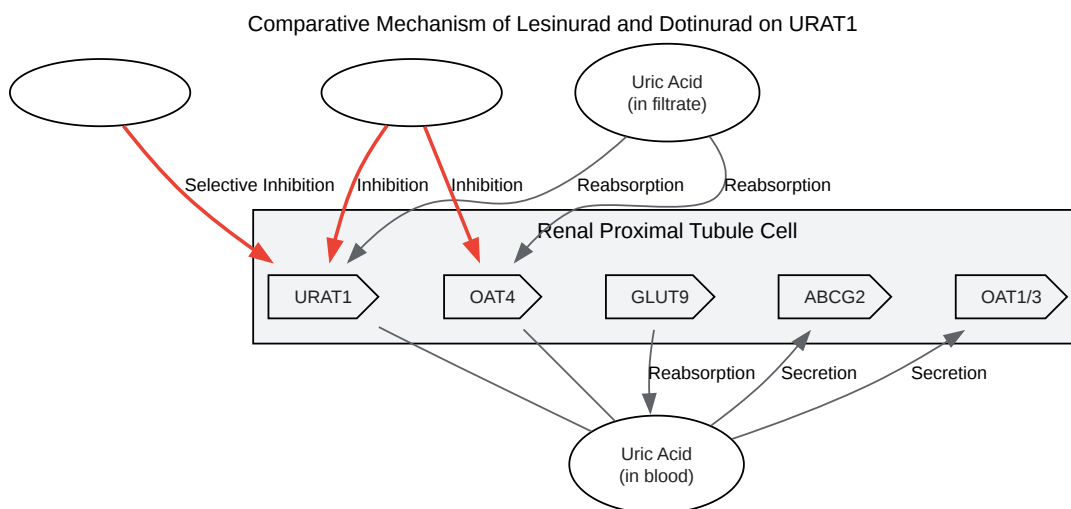 Comparative Mechanism of Lesinurad and Dotinurad on URAT1
Uric Acid
(in filtrate)
Selective Inhibition
Inhibition
Inhibition
Reabsorption
Reabsorption
Renal Proximal Tubule Cell
URAT1
OAT4
GLUT9
ABCG2
OAT1/3
Reabsorption
Secretion
Secretion
Uric Acid
(in blood)